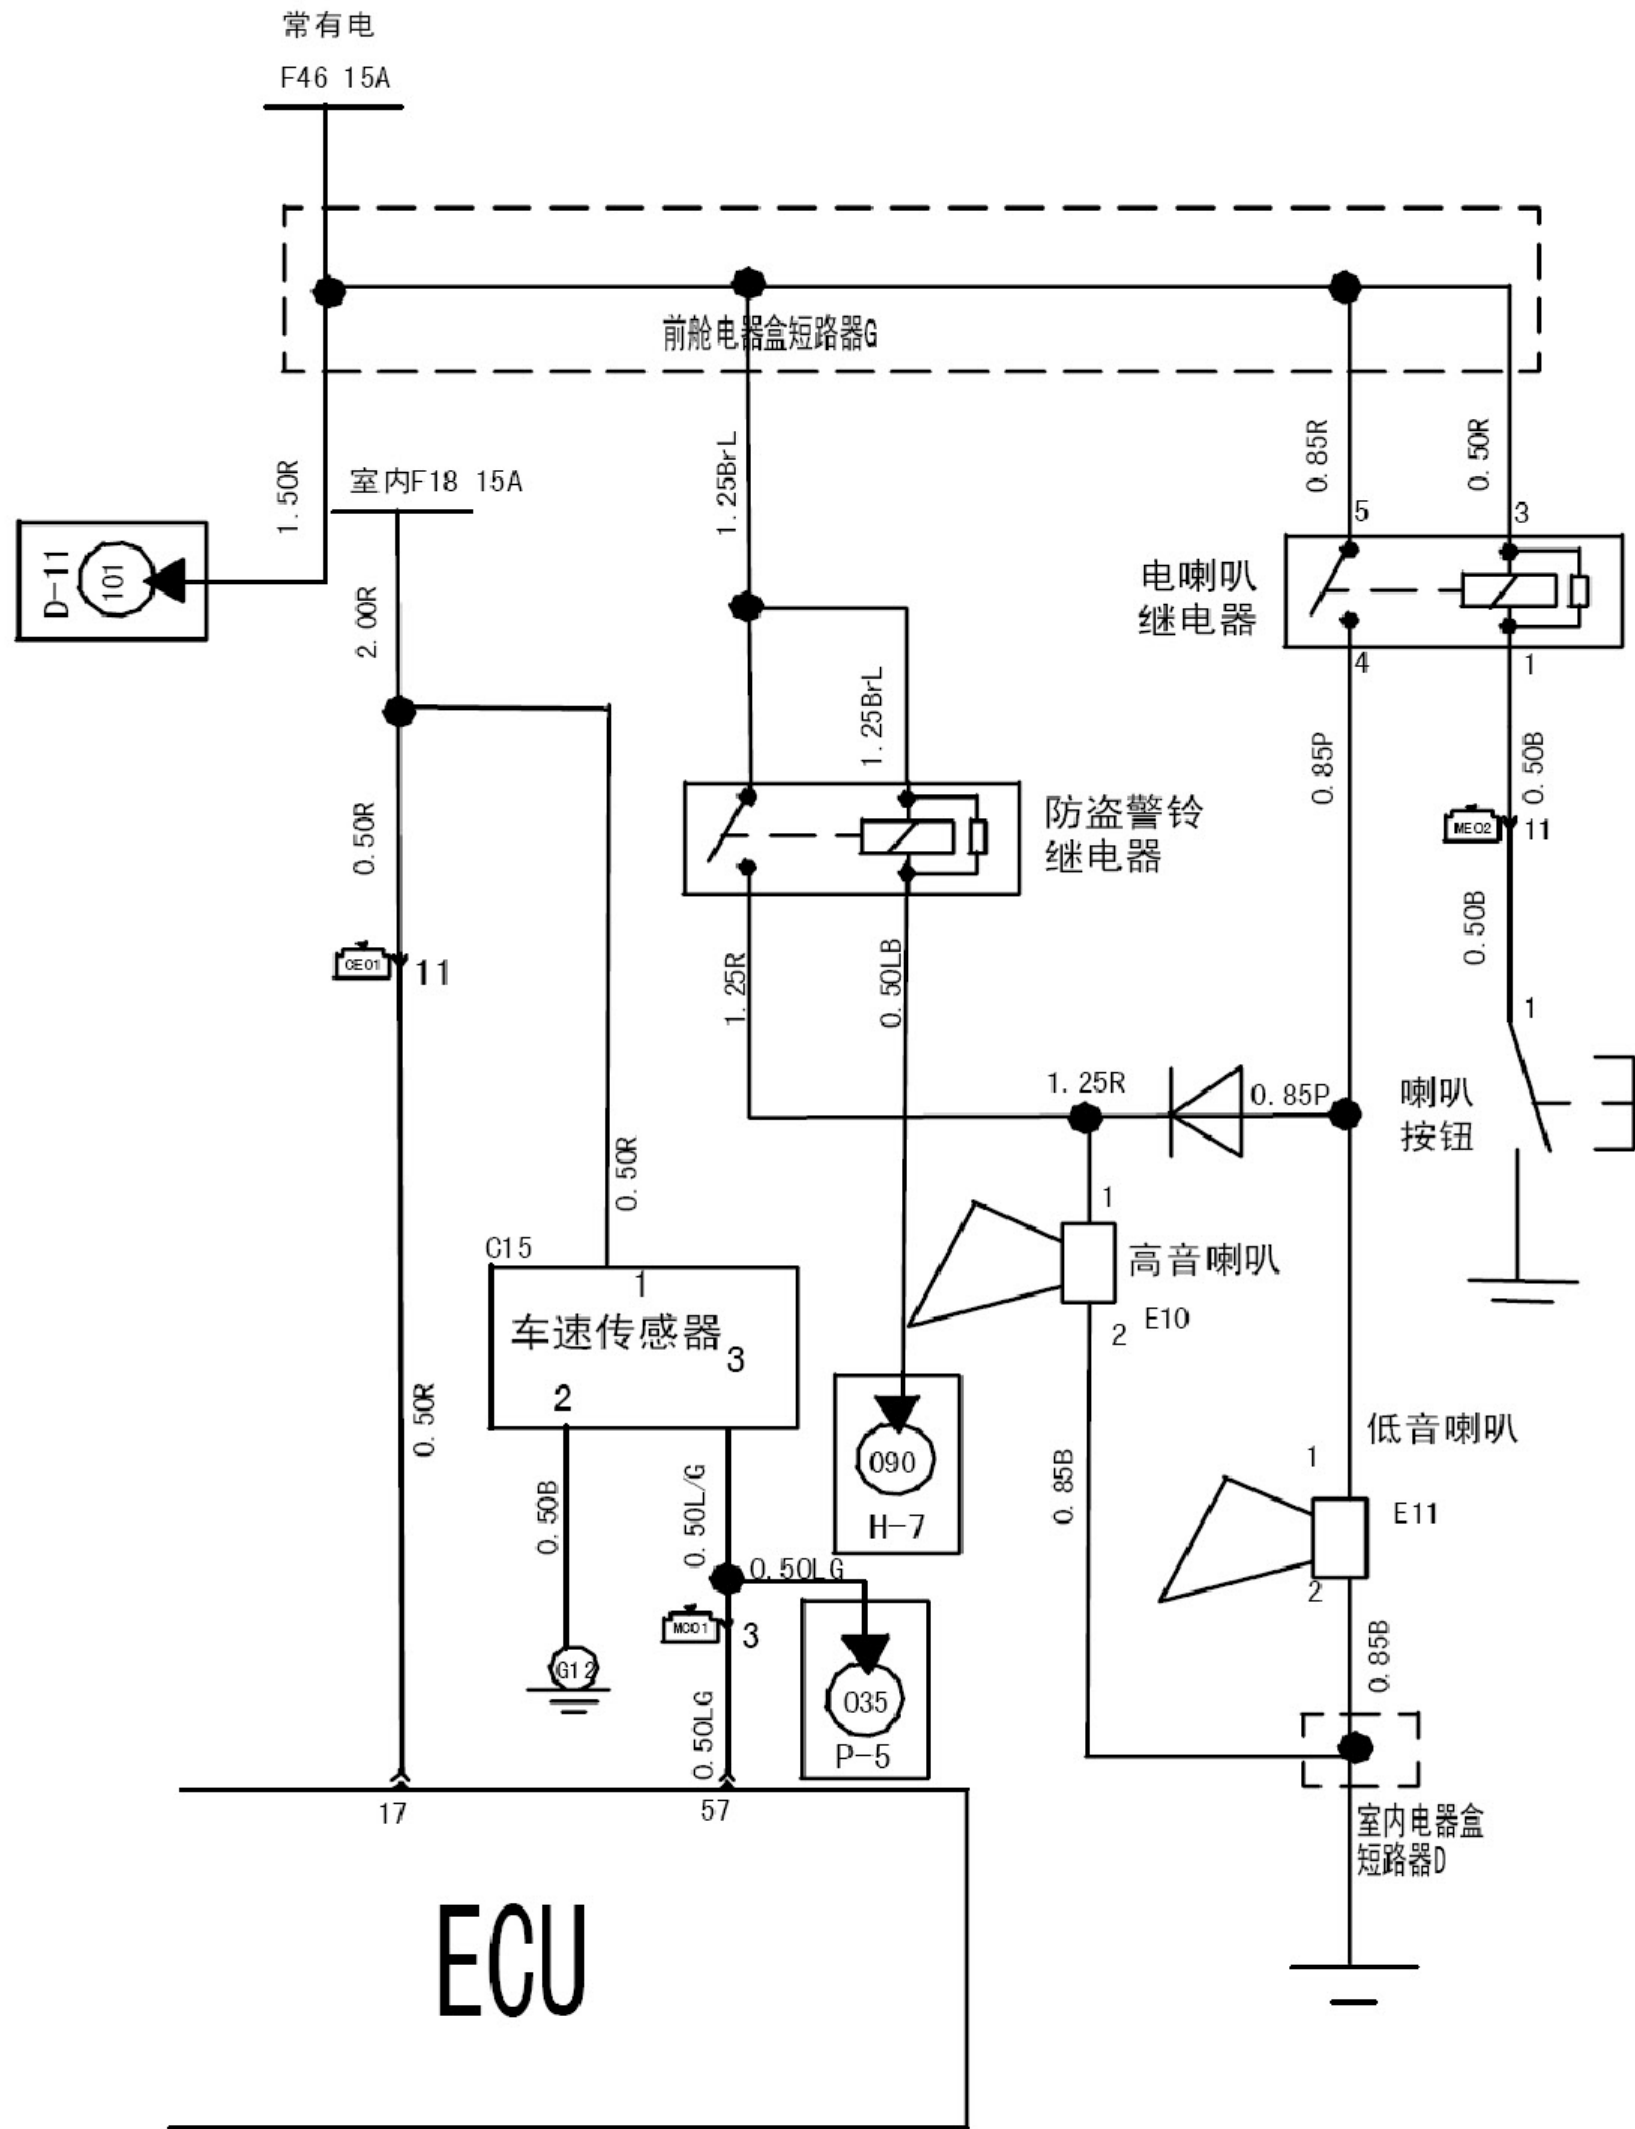 常有电
F46 15A
前舱电器盒短路器G
1.50R
室内F18 15A
1.25BrL
0.85R
0.50R
5
3
D-11
101
2.00R
电喇叭
继电器
4
1
1.25BrL
0.50R
防盗警铃
继电器
0.85P
0.50B
ME02
11
CE01
11
1.25R
0.50LB
0.50B
1
1.25R
0.85P
喇叭
按钮
0.50R
1
高音喇叭
E10
2
C15
1
车速传感器
3
2
0.50R
0.50B
0.50L/G
090
H-7
0.85B
低音喇叭
1
E11
2
0.50LG
MC01
3
G12
035
P-5
0.50LG
0.85B
17
57
室内电器盒
短路器D
ECU